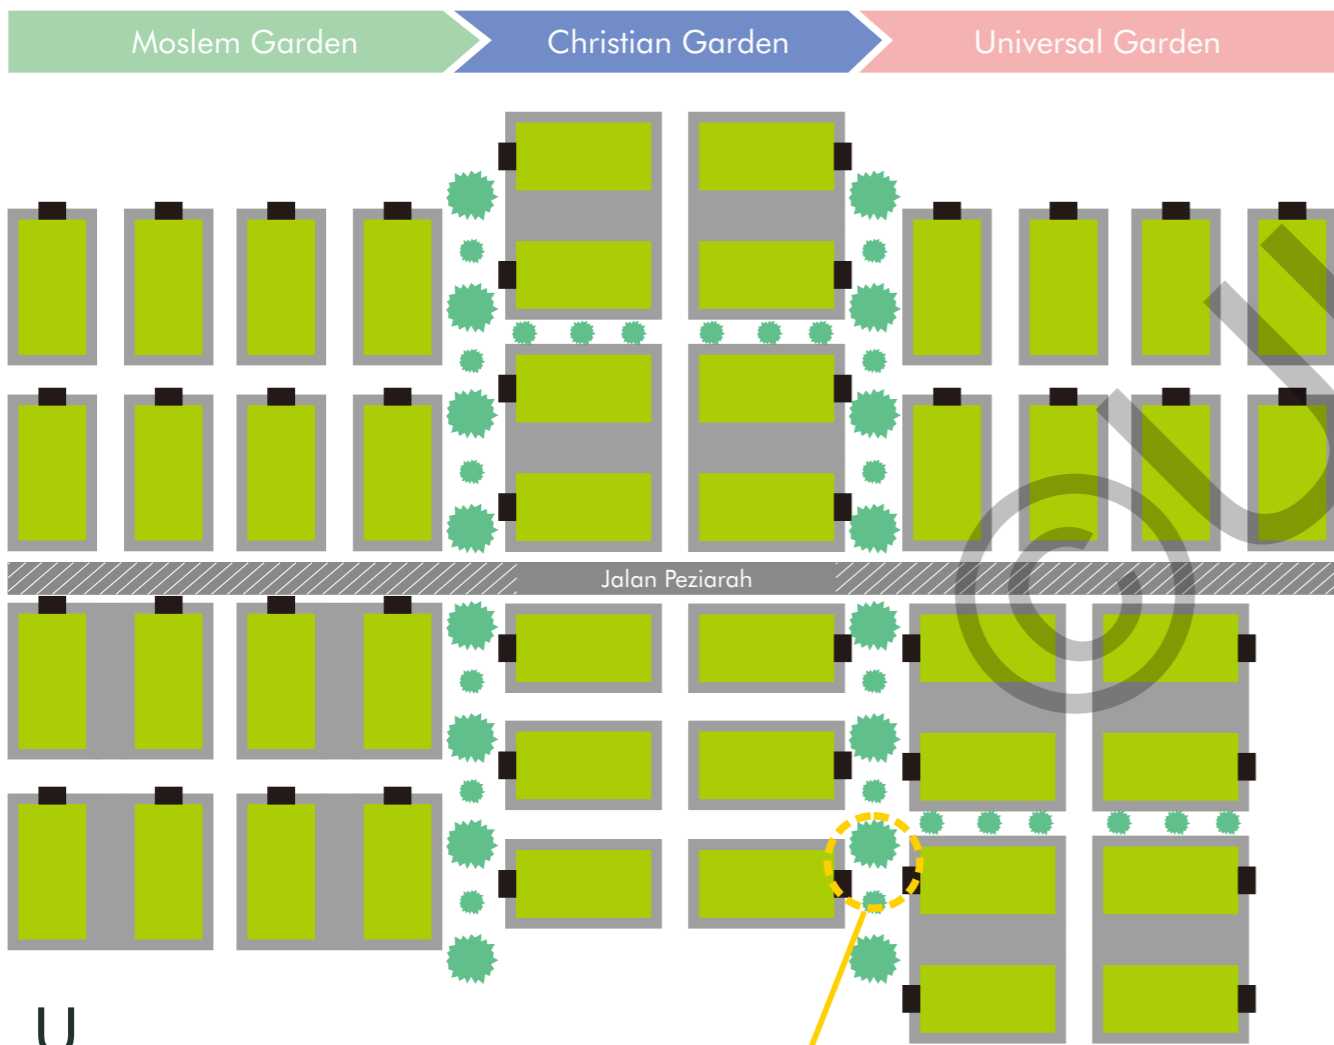 Moslem Garden
Christian Garden
Universal Garden
Jalan Peziarah
U
©